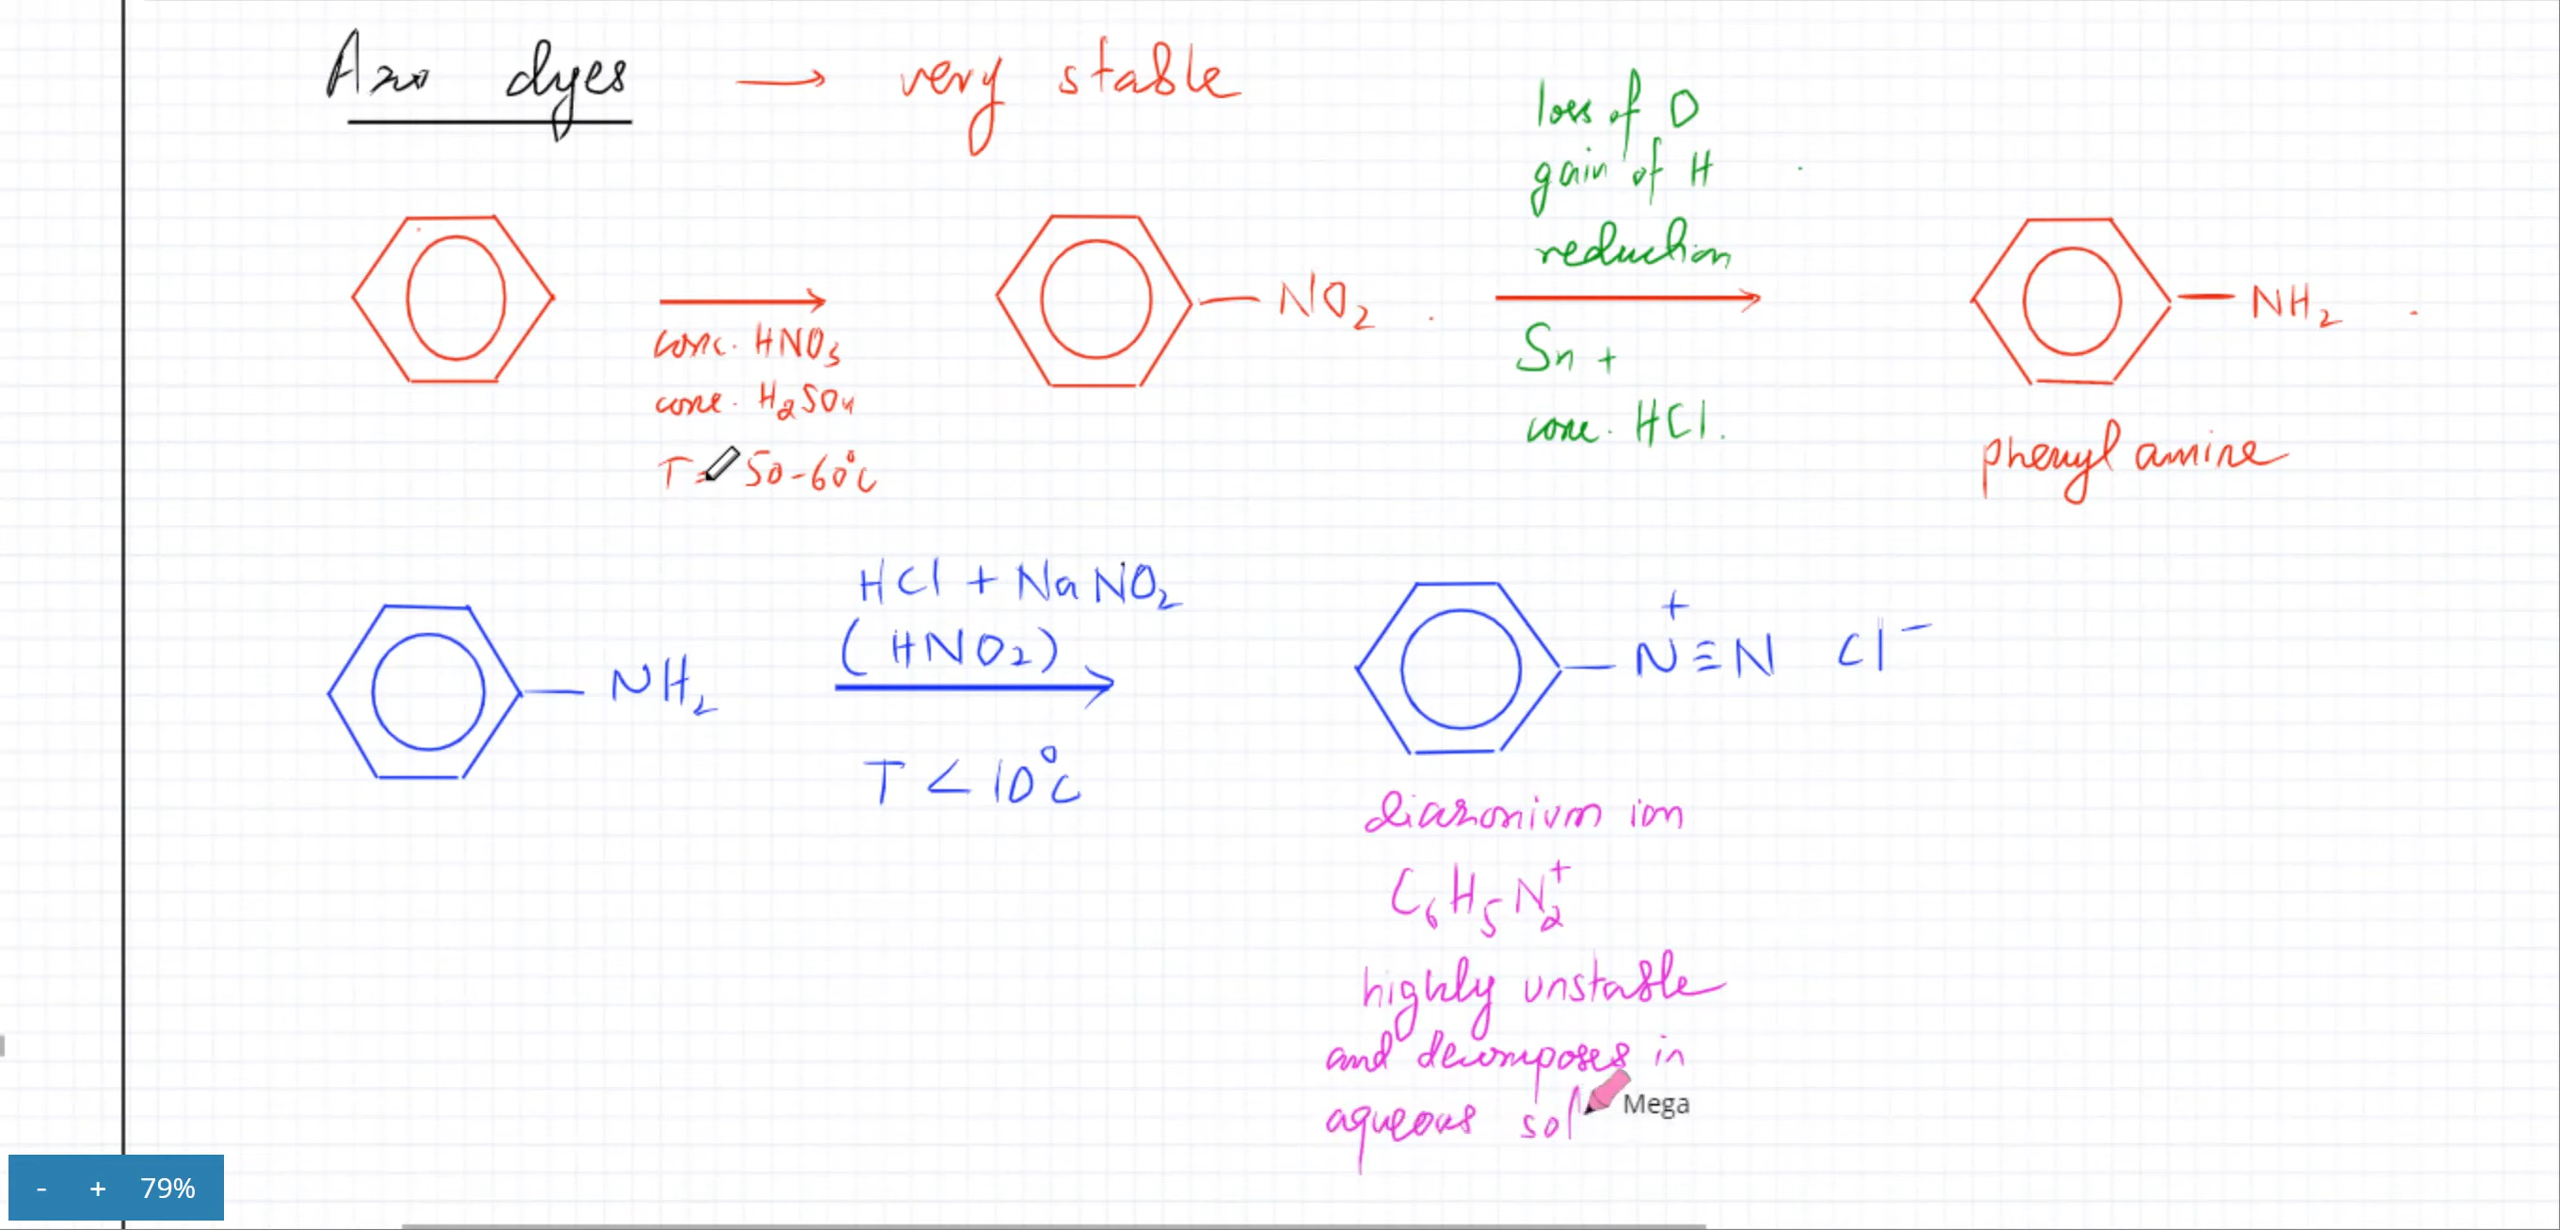 Azo dyes → very stable
loss of O
gain of H
reduction
conc. HNO3
conc. H2SO4
T = 50-60°C
NO2
Sn +
conc. HCl.
NH2
phenyl amine
NH2
HCl + NaNO2
(HNO2)
T < 10°C
N+≡N Cl-
diazonium ion
C6H5N2+
highly unstable
and decomposes in
aqueous sol
Mega
- + 79%